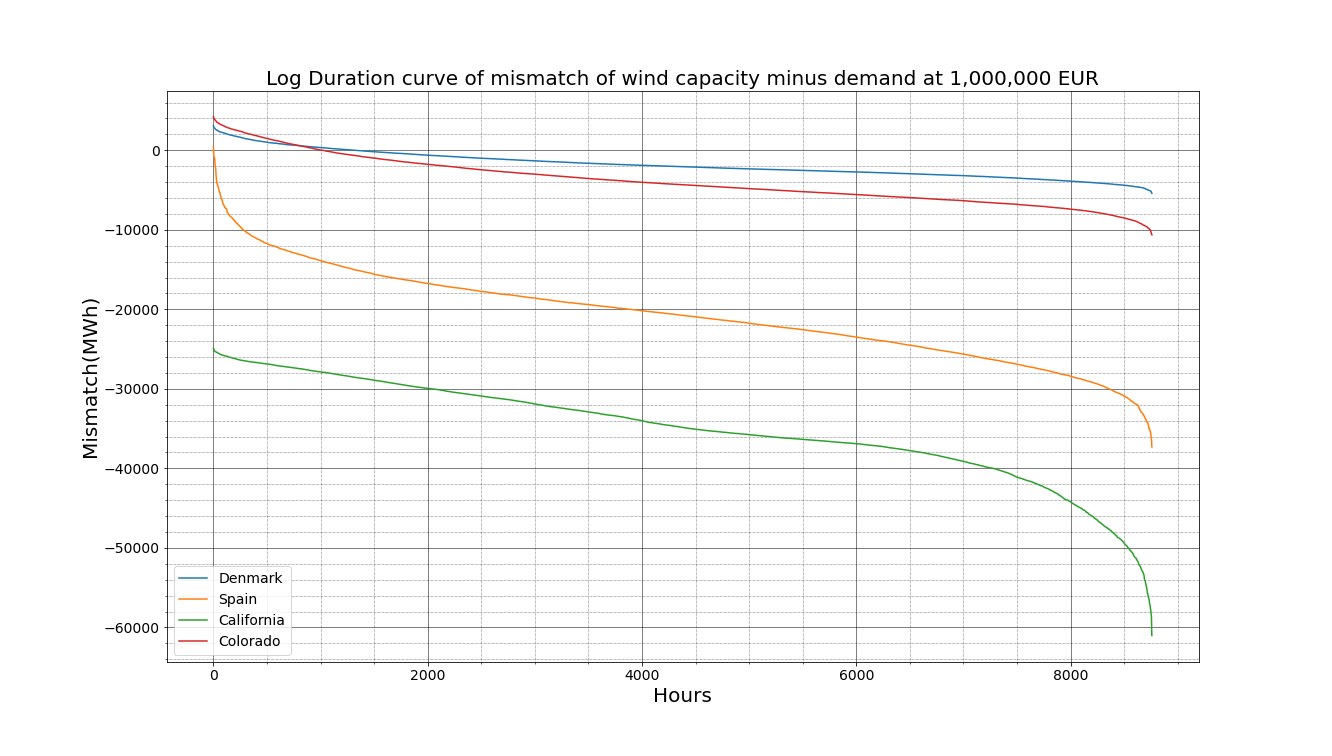 Log Duration curve of mismatch of wind capacity minus demand at 1,000,000 EUR
Mismatch(MWh)
0
−10000
−20000
−30000
−40000
−50000
−60000
Denmark
Spain
California
Colorado
0 2000 4000 6000 8000
Hours